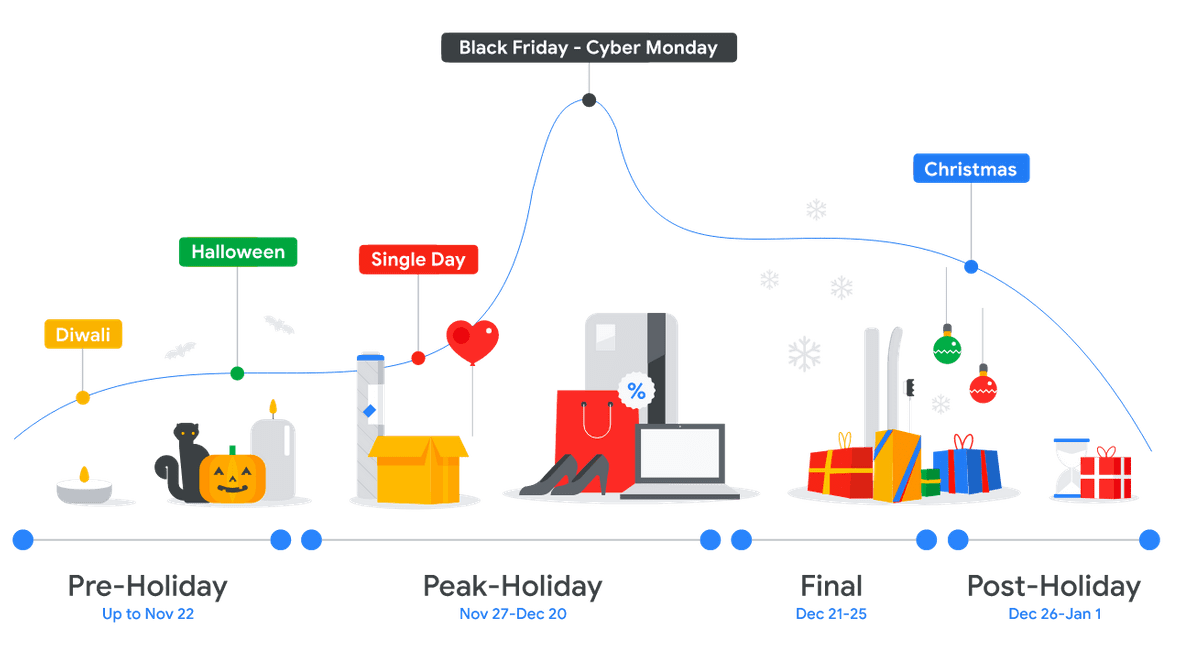 Black Friday - Cyber Monday
Christmas
Halloween
Single Day
Diwali
%
Pre-Holiday
Up to Nov 22
Peak-Holiday
Nov 27-Dec 20
Final
Dec 21-25
Post-Holiday
Dec 26-Jan 1